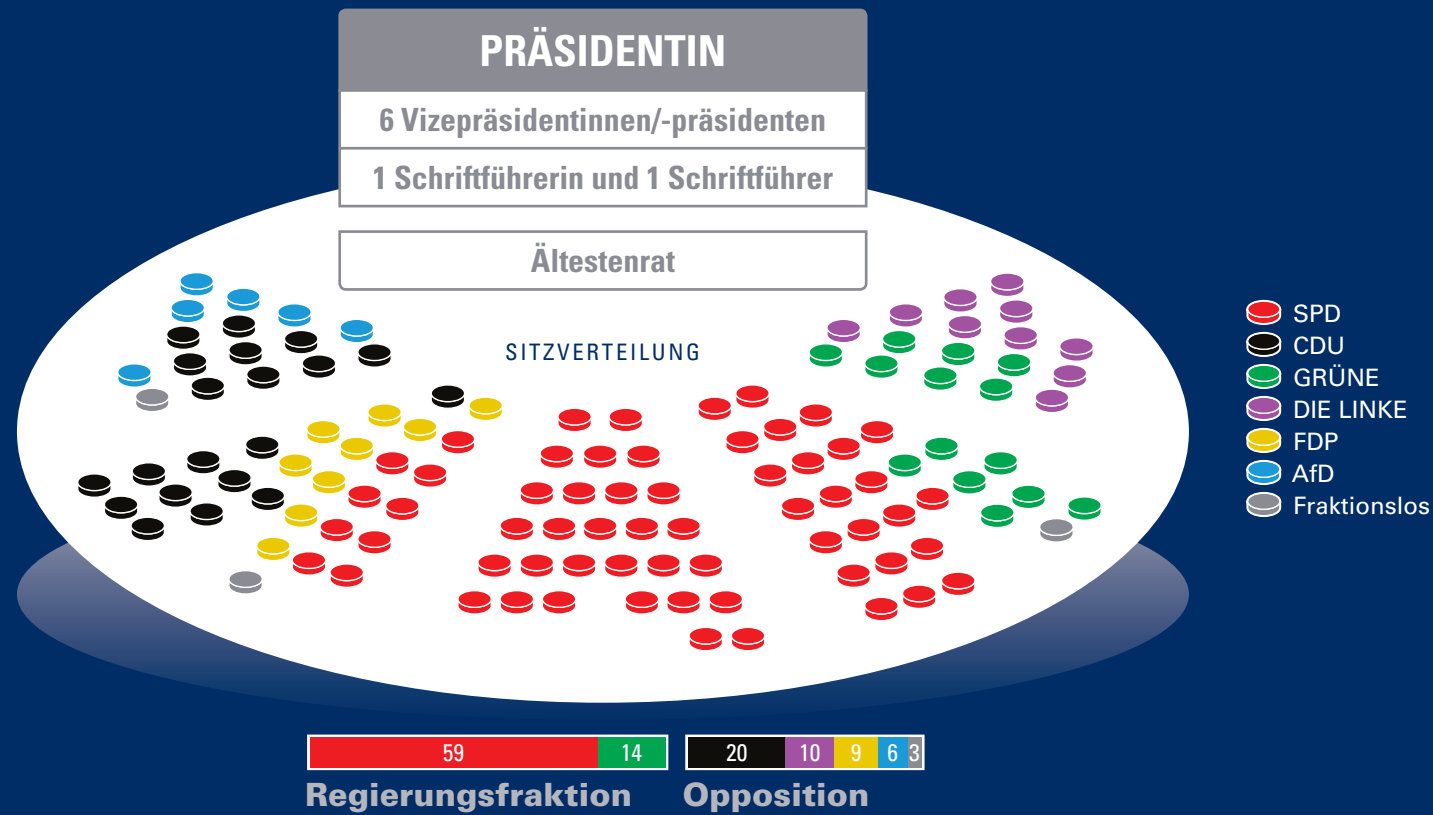 PRÄSIDENTIN
6 Vizepräsidentinnen/-präsidenten
1 Schriftführerin und 1 Schriftführer
Ältestenrat
SITZVERTEILUNG
SPD
CDU
GRÜNE
DIE LINKE
FDP
AfD
Fraktionslos
59 14 20 10 9 6 3
Regierungsfraktion Opposition